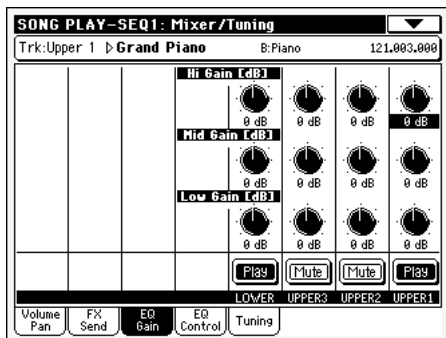 SONG PLAY-SEQ1: Mixer/Tuning
Trk:Upper 1 Grand Piano B:Piano 121.003.000
Hi Gain [dB]
0 dB 0 dB 0 dB 0 dB
Mid Gain [dB]
0 dB 0 dB 0 dB 0 dB
Low Gain [dB]
0 dB 0 dB 0 dB 0 dB
Play Mute Mute Play
LOWER UPPER3 UPPER2 UPPER1
Volume Pan FX Send EQ Gain EQ Control Tuning